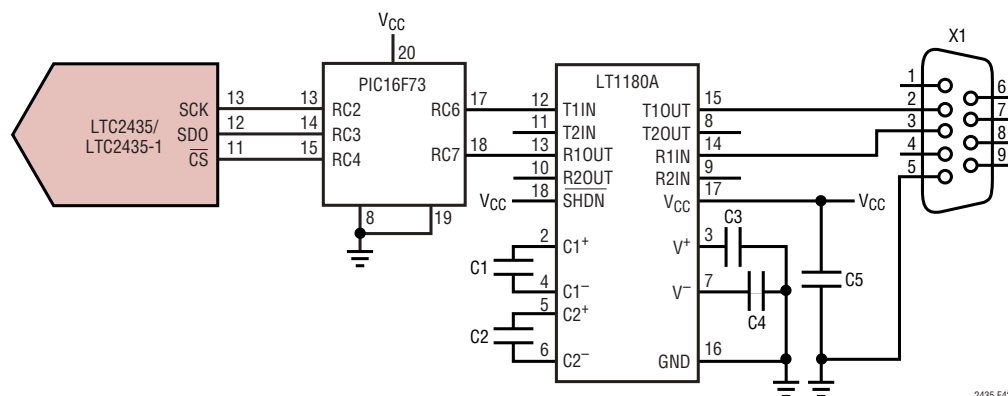 VCC
20
PIC16F73
LTC2435/
LTC2435-1
SCK 13 13 RC2
SDO 12 14 RC3
CS 11 15 RC4
RC6 17
RC7 18
8 19
LT1180A
12 T1IN
11 T2IN
13 R1OUT
10 R2OUT
VCC 18 SHDN
2 C1+
C1
4 C1−
5 C2+
C2
6 C2−
T1OUT 15
T2OUT 8
R1IN 14
R2IN 9
VCC 17 VCC
V+ 3 C3
V− 7 C4
C5
GND 16
X1
1
2
3
4
5
6
7
8
9